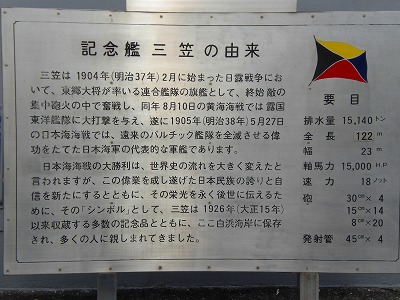 記念艦 三笠の由来
三笠は1904年(明治37年)2月に始まった日露戦争におい
て、東郷大将が率いる連合艦隊の旗艦として、終始 敵の
集中砲火の中で奮戦し、同年8月10日の黄海海戦では 露国
東洋艦隊に大打撃を与え、遂に1905年(明治38年)5月27日
の日本海海戦では、遠来のバルチック艦隊を全滅させる偉
功をたてた日本海軍の代表的な軍艦であります。
日本海海戦の大勝利は、世界史の流れを大きく変えたと
言われますが、この偉業を成し遂げた日本民族の誇りと自
信を新たにするとともに、その栄光を永く後世に伝えるた
めに、その「シンボル」として、三笠は1926年(大正15年)
以来収蔵する多数の記念品とともに、ここ白浜海岸に保存
され、多くの人に親しまれてきました。
要目
排水量 15,140トン
全長 122m
幅 23m
軸馬力 15,000H.P
速力 18ノット
砲 30㎝×4
15㎝×14
8㎝×20
発射管 45㎝×4